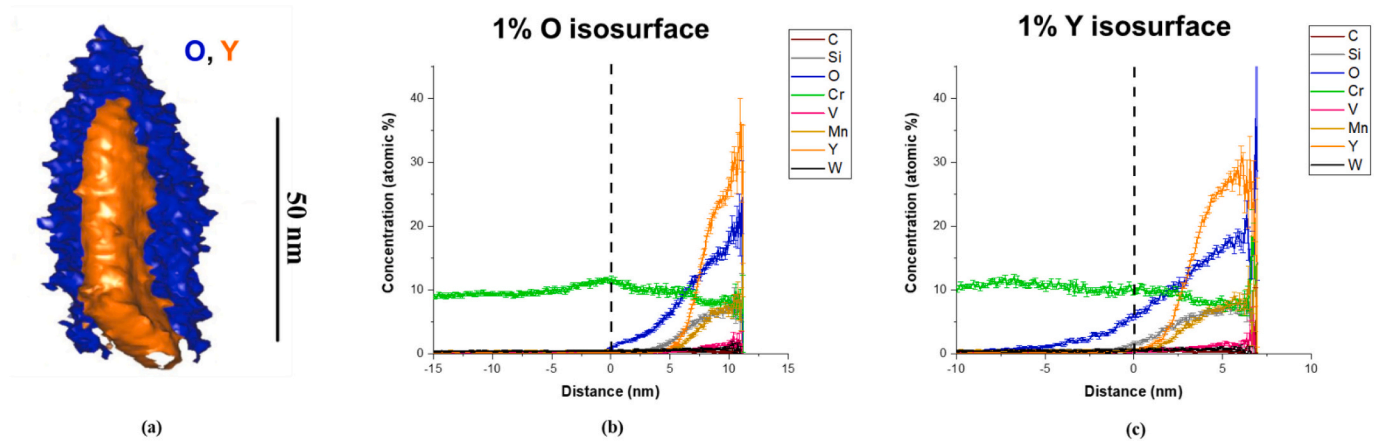 O, Y
50 nm
(a)
1% O isosurface
C
Si
O
Cr
V
Mn
Y
W
Concentration (atomic %)
40
30
20
10
0
-15
-10
-5
0
5
10
15
Distance (nm)
(b)
1% Y isosurface
C
Si
O
Cr
V
Mn
Y
W
Concentration (atomic %)
40
30
20
10
0
-10
-5
0
5
10
Distance (nm)
(c)